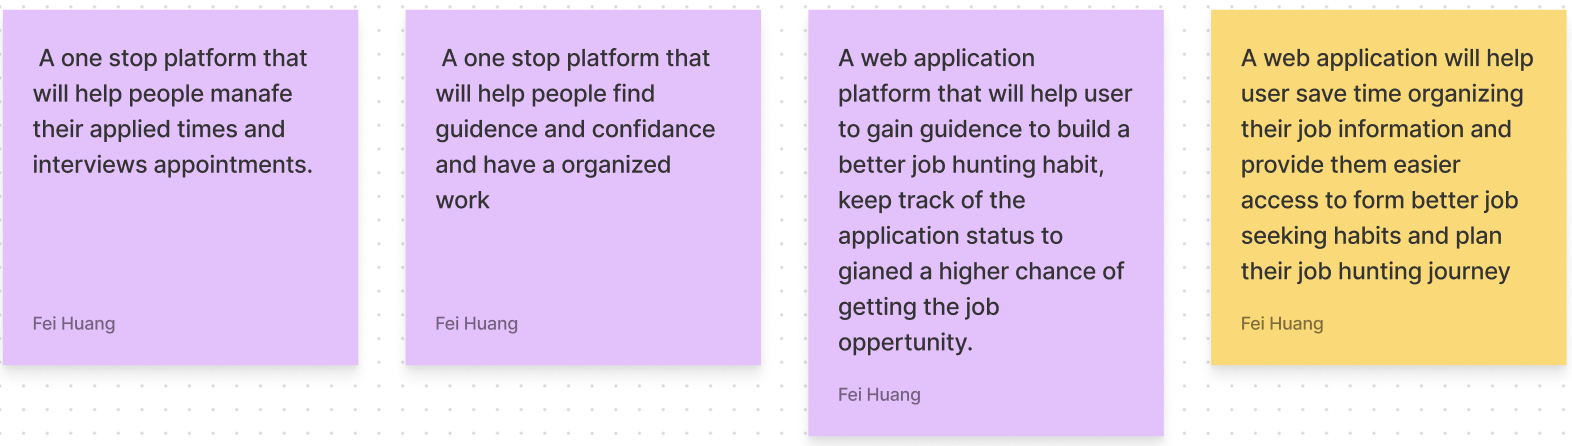 A one stop platform that
will help people manafe
their applied times and
interviews appointments.
Fei Huang
A one stop platform that
will help people find
guidence and confidance
and have a organized
work
Fei Huang
A web application
platform that will help user
to gain guidence to build a
better job hunting habit,
keep track of the
application status to
gianed a higher chance of
getting the job
oppertunity.
Fei Huang
A web application will help
user save time organizing
their job information and
provide them easier
access to form better job
seeking habits and plan
their job hunting journey
Fei Huang